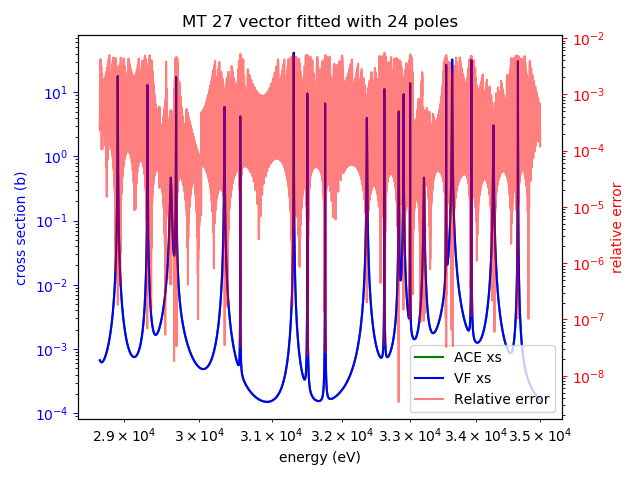 MT 27 vector fitted with 24 poles
cross section (b)
10¹
10⁰
10⁻¹
10⁻²
10⁻³
10⁻⁴
10⁻²
10⁻³
10⁻⁴
10⁻⁵
10⁻⁶
10⁻⁷
10⁻⁸
relative error
ACE xs
VF xs
Relative error
2.9 × 10⁴ 3 × 10⁴ 3.1 × 10⁴ 3.2 × 10⁴ 3.3 × 10⁴ 3.4 × 10⁴ 3.5 × 10⁴
energy (eV)